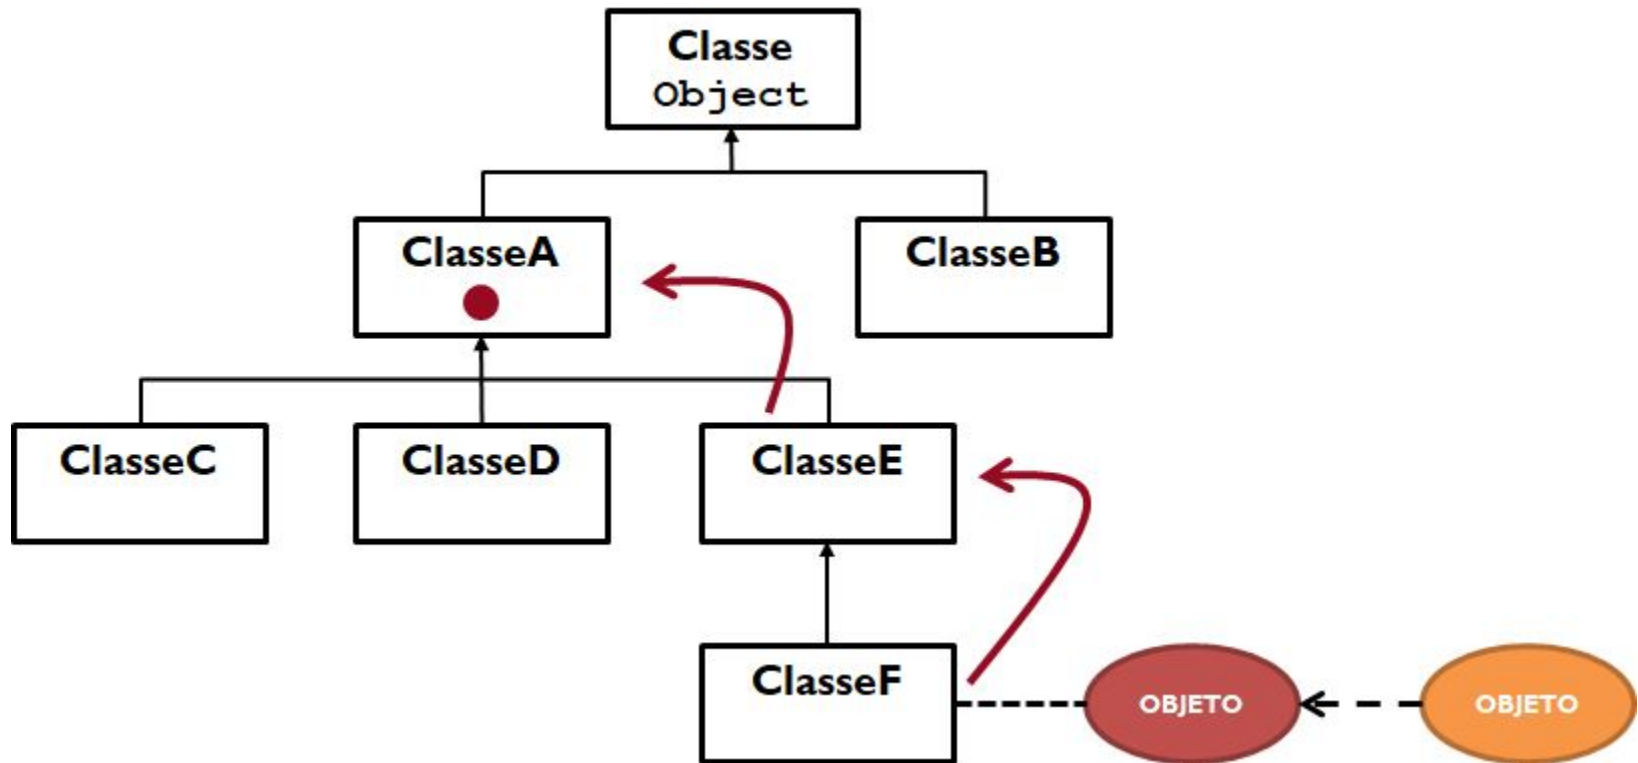 Classe
Object
ClasseA
ClasseB
ClasseC
ClasseD
ClasseE
ClasseF
OBJETO
OBJETO